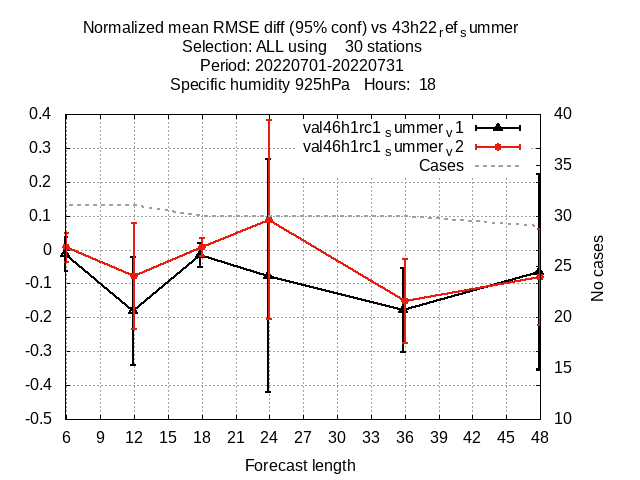 Normalized mean RMSE diff (95% conf) vs 43h22refsummer
Selection: ALL using 30 stations
Period: 20220701-20220731
Specific humidity 925hPa Hours: 18
val46h1rc1summerv1
val46h1rc1summerv2
Cases
0.4
0.3
0.2
0.1
0
-0.1
-0.2
-0.3
-0.4
-0.5
40
35
30
25
20
15
10
No cases
6 9 12 15 18 21 24 27 30 33 36 39 42 45 48
Forecast length